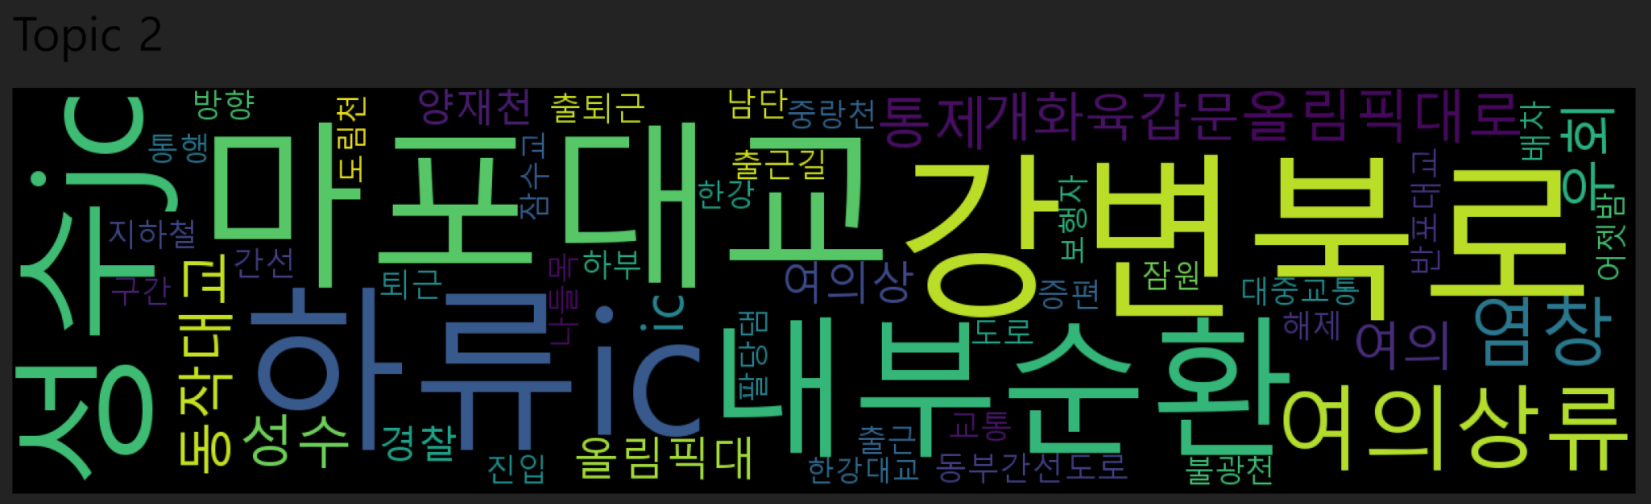 Topic 2
성수jc
방향
통행
도림천
양재천
출퇴근
남단
중랑천
통제
개화육갑문
올림픽대로
배차
우회
마포대교
잠수교
출근길
한강
강변북로
보행자
반포대교
어젯밤
지하철
구간
간선
퇴근
나들목
하부
여의상
증편
잠원
대중교통
동작대교
하류ic
ic
팔당댐
도로
내부순환
해제
여의
염창
성수
경찰
진입
올림픽대
출근
한강대교
교통
동부간선도로
불광천
여의상류